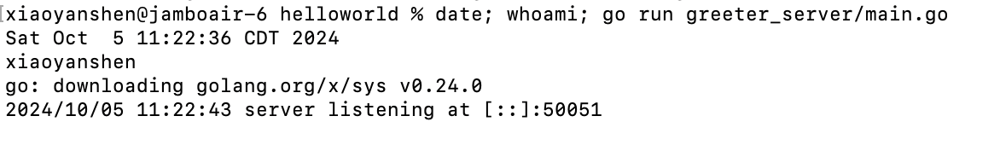 [xiaoyanshen@jamboair-6 helloworld % date; whoami; go run greeter_server/main.go
Sat Oct  5 11:22:36 CDT 2024
xiaoyanshen
go: downloading golang.org/x/sys v0.24.0
2024/10/05 11:22:43 server listening at [::]:50051